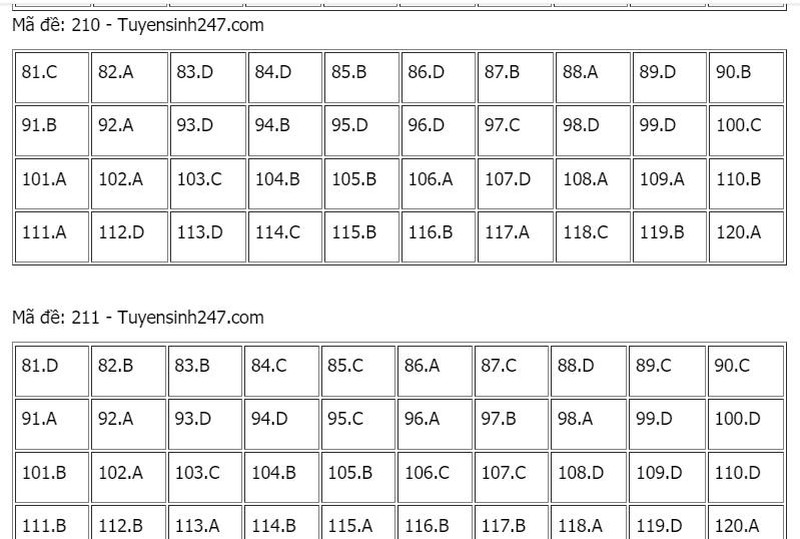 Mã đề: 210 - Tuyensinh247.com
81.C 82.A 83.D 84.D 85.B 86.D 87.B 88.A 89.D 90.B
91.B 92.A 93.D 94.B 95.D 96.D 97.C 98.D 99.D 100.C
101.A 102.A 103.C 104.B 105.B 106.A 107.D 108.A 109.A 110.B
111.A 112.D 113.D 114.C 115.B 116.B 117.A 118.C 119.B 120.A
Mã đề: 211 - Tuyensinh247.com
81.D 82.B 83.B 84.C 85.C 86.A 87.C 88.D 89.C 90.C
91.A 92.A 93.D 94.D 95.C 96.A 97.B 98.A 99.D 100.D
101.B 102.A 103.C 104.B 105.B 106.C 107.C 108.D 109.D 110.D
111.B 112.B 113.A 114.B 115.A 116.B 117.B 118.A 119.D 120.A